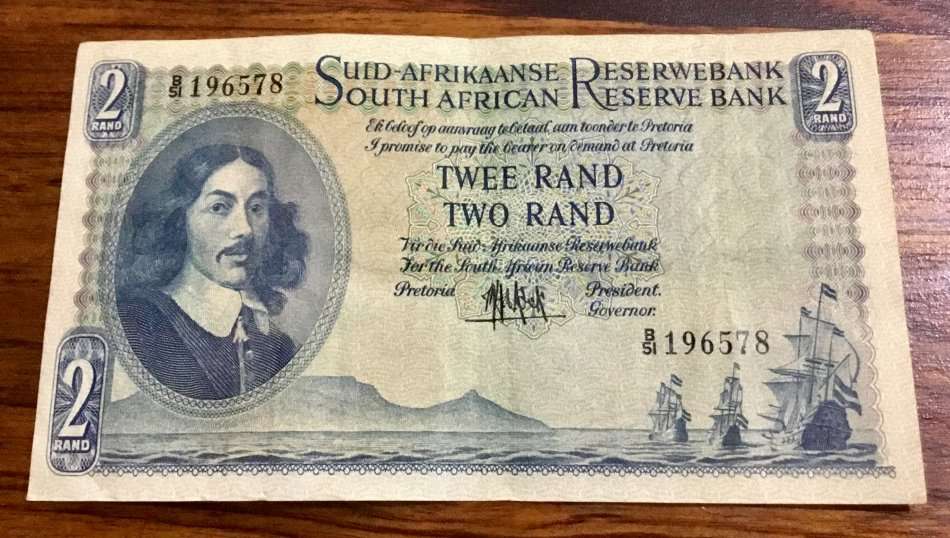 2
RAND
B/51 196578
SUID-AFRIKAANSE RESERWEBANK
SOUTH AFRICAN RESERVE BANK
2
RAND
Ek beloof op aanvraag te betaal aan toonder te Pretoria
I promise to pay the bearer on demand at Pretoria
TWEE RAND
TWO RAND
Vir die Suid-Afrikaanse Reserwebank
For the South African Reserve Bank
Pretoria
President.
Governor.
B/51 196578
2
RAND